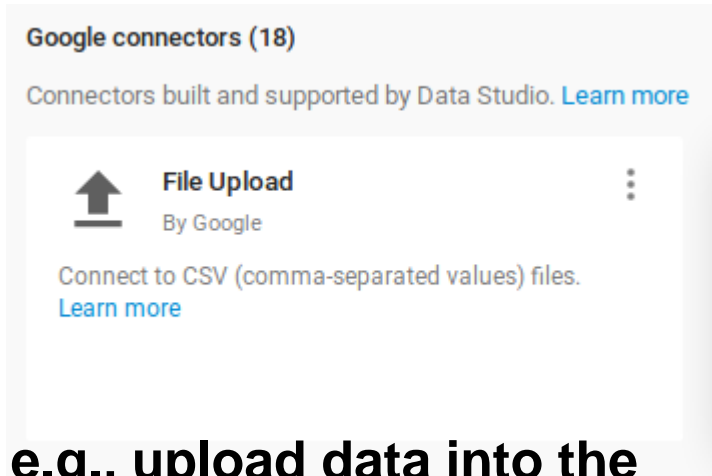 Google connectors (18)
Connectors built and supported by Data Studio. Learn more
File Upload
By Google
Connect to CSV (comma-separated values) files.
Learn more
e.g., upload data into the